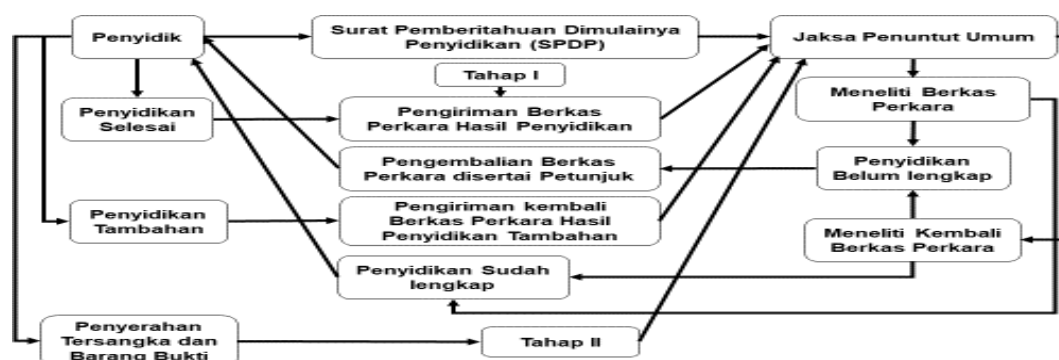 Penyidik
Surat Pemberitahuan Dimulainya
Penyidikan (SPDP)
Jaksa Penuntut Umum
Tahap I
Penyidikan
Selesai
Pengiriman Berkas
Perkara Hasil Penyidikan
Meneliti Berkas
Perkara
Pengembalian Berkas
Perkara disertai Petunjuk
Penyidikan
Belum lengkap
Penyidikan
Tambahan
Pengiriman kembali
Berkas Perkara Hasil
Penyidikan Tambahan
Meneliti Kembali
Berkas Perkara
Penyidikan Sudah
lengkap
Penyerahan
Tersangka dan
Barang Bukti
Tahap II